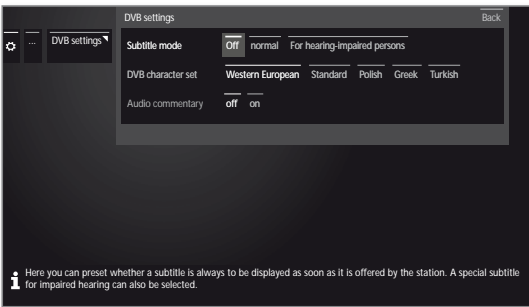 DVB settings Back
... DVB settings
Subtitle mode Off normal For hearing-impaired persons
DVB character set Western European Standard Polish Greek Turkish
Audio commentary off on
Here you can preset whether a subtitle is always to be displayed as soon as it is offered by the station. A special subtitle
for impaired hearing can also be selected.